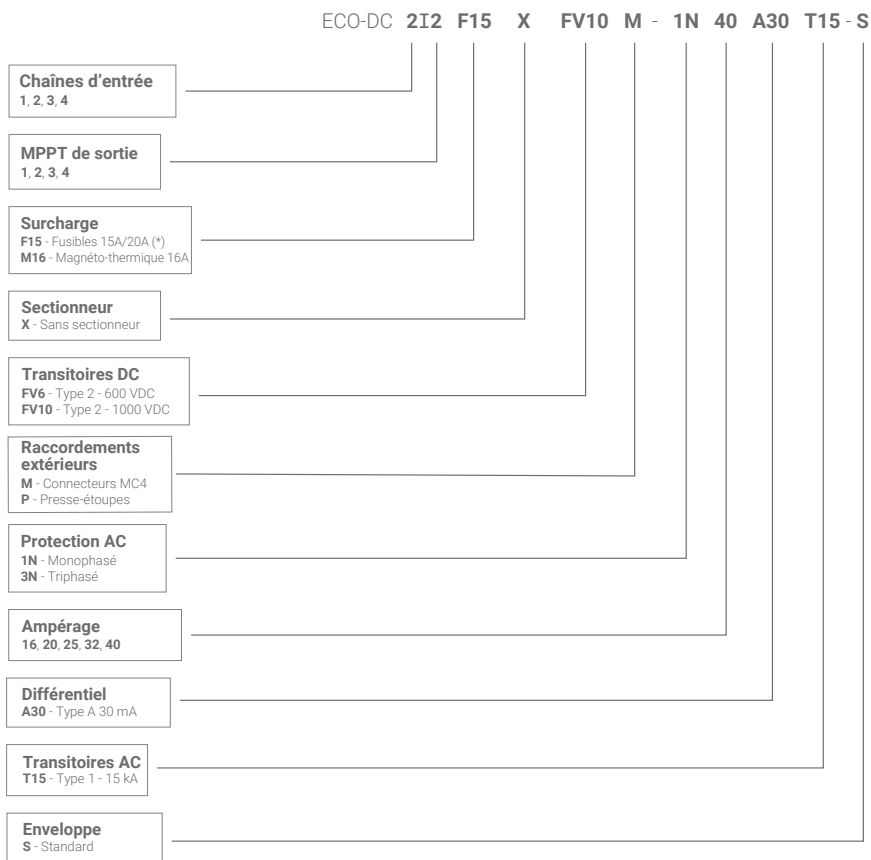 ECO-DC 2I2 F15 X FV10 M - 1N 40 A30 T15 - S
Chaînes d’entrée
1, 2, 3, 4
MPPT de sortie
1, 2, 3, 4
Surcharge
F15 - Fusibles 15A/20A (*)
M16 - Magnéto-thermique 16A
Sectionneur
X - Sans sectionneur
Transitoires DC
FV6 - Type 2 - 600 VDC
FV10 - Type 2 - 1000 VDC
Raccordements
extérieurs
M - Connecteurs MC4
P - Presse-étoupes
Protection AC
1N - Monophasé
3N - Triphasé
Ampérage
16, 20, 25, 32, 40
Différentiel
A30 - Type A 30 mA
Transitoires AC
T15 - Type 1 - 15 kA
Enveloppe
S - Standard